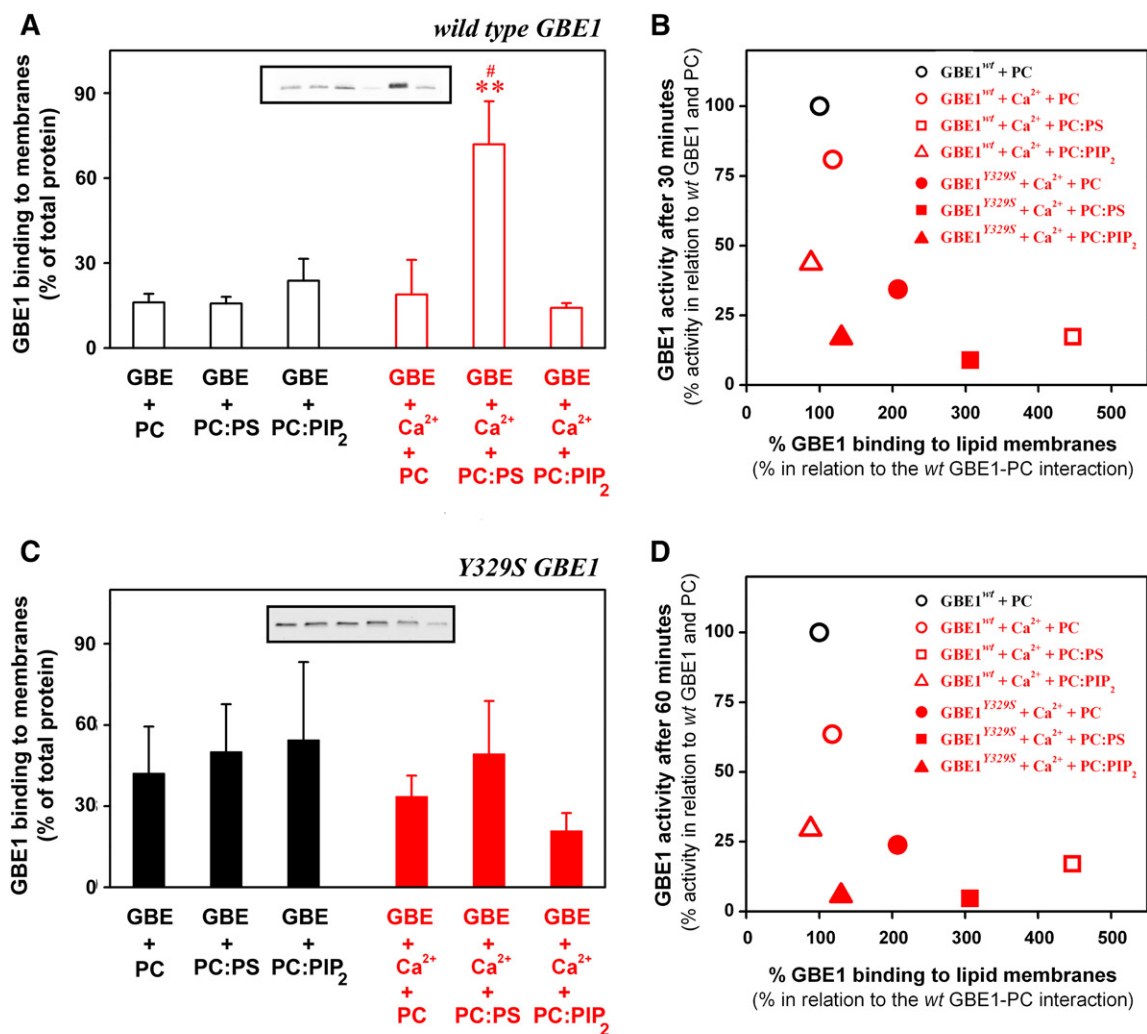 A
wild type GBE1
GBE1 binding to membranes
(% of total protein)
90
60
30
0
#
**
GBE
+
PC
GBE
+
PC:PS
GBE
+
PC:PIP2
GBE
+
Ca2+
+
PC
GBE
+
Ca2+
+
PC:PS
GBE
+
Ca2+
+
PC:PIP2
B
GBE1 activity after 30 minutes
(% activity in relation to wt GBE1 and PC)
100
75
50
25
0
GBE1wt + PC
GBE1wt + Ca2+ + PC
GBE1wt + Ca2+ + PC:PS
GBE1wt + Ca2+ + PC:PIP2
GBE1Y329S + Ca2+ + PC
GBE1Y329S + Ca2+ + PC:PS
GBE1Y329S + Ca2+ + PC:PIP2
0 100 200 300 400 500
% GBE1 binding to lipid membranes
(% in relation to the wt GBE1-PC interaction)
C
Y329S GBE1
GBE1 binding to membranes
(% of total protein)
90
60
30
0
GBE
+
PC
GBE
+
PC:PS
GBE
+
PC:PIP2
GBE
+
Ca2+
+
PC
GBE
+
Ca2+
+
PC:PS
GBE
+
Ca2+
+
PC:PIP2
D
GBE1 activity after 60 minutes
(% activity in relation to wt GBE1 and PC)
100
75
50
25
0
GBE1wt + PC
GBE1wt + Ca2+ + PC
GBE1wt + Ca2+ + PC:PS
GBE1wt + Ca2+ + PC:PIP2
GBE1Y329S + Ca2+ + PC
GBE1Y329S + Ca2+ + PC:PS
GBE1Y329S + Ca2+ + PC:PIP2
0 100 200 300 400 500
% GBE1 binding to lipid membranes
(% in relation to the wt GBE1-PC interaction)